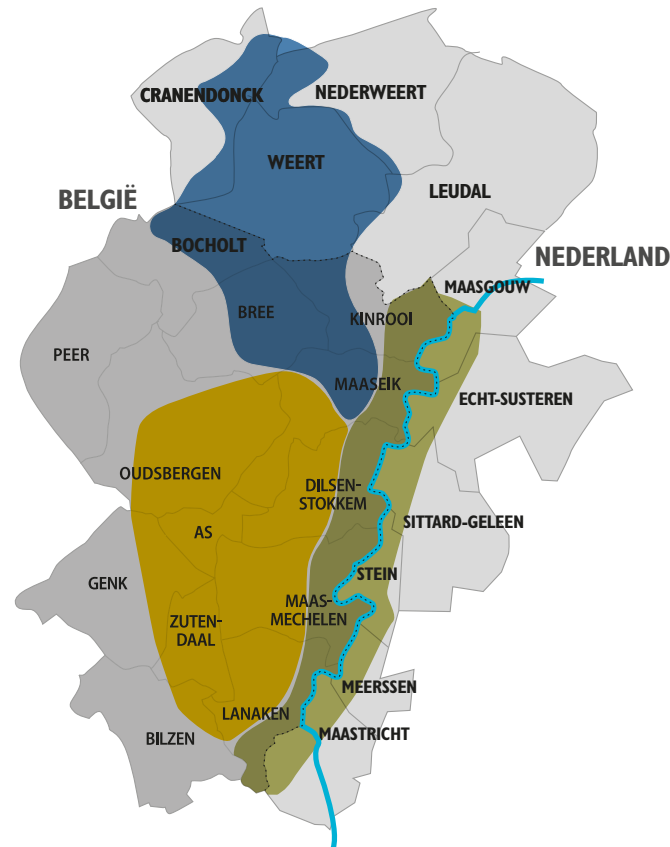 CRANENDONCK
NEDERWEERT
WEERT
LEUDAL
BELGIË
BOCHOLT
NEDERLAND
MAASGOUW
BREE
KINROOI
PEER
MAASEIK
ECHT-SUSTEREN
OUDSBERGEN
DILSEN-
STOKKEM
SITTARD-GELEEN
AS
STEIN
GENK
MAAS-
MECHELEN
ZUTEN-
DAAL
MEERSSEN
LANAKEN
MAASTRICHT
BILZEN